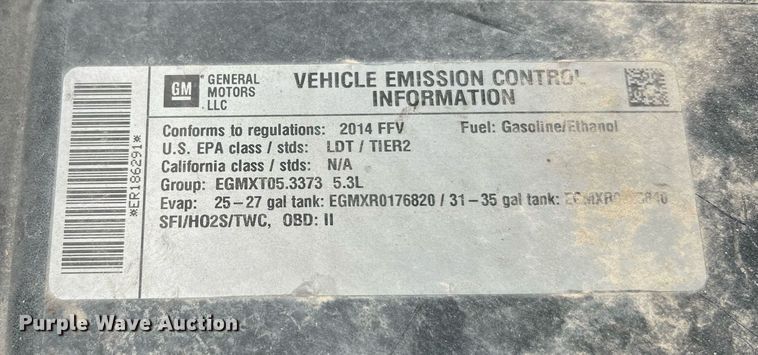 GM
GENERAL MOTORS LLC
VEHICLE EMISSION CONTROL INFORMATION
Conforms to regulations: 2014 FFV Fuel: Gasoline/Ethanol
U.S. EPA class / stds: LDT / TIER2
California class / stds: N/A
Group: EGMXT05.3373 5.3L
Evap: 25-27 gal tank: EGMXR0176820 / 31-35 gal tank:
SFI/HO2S/TWC, OBD: II
*ER186291*
Purple Wave Auction